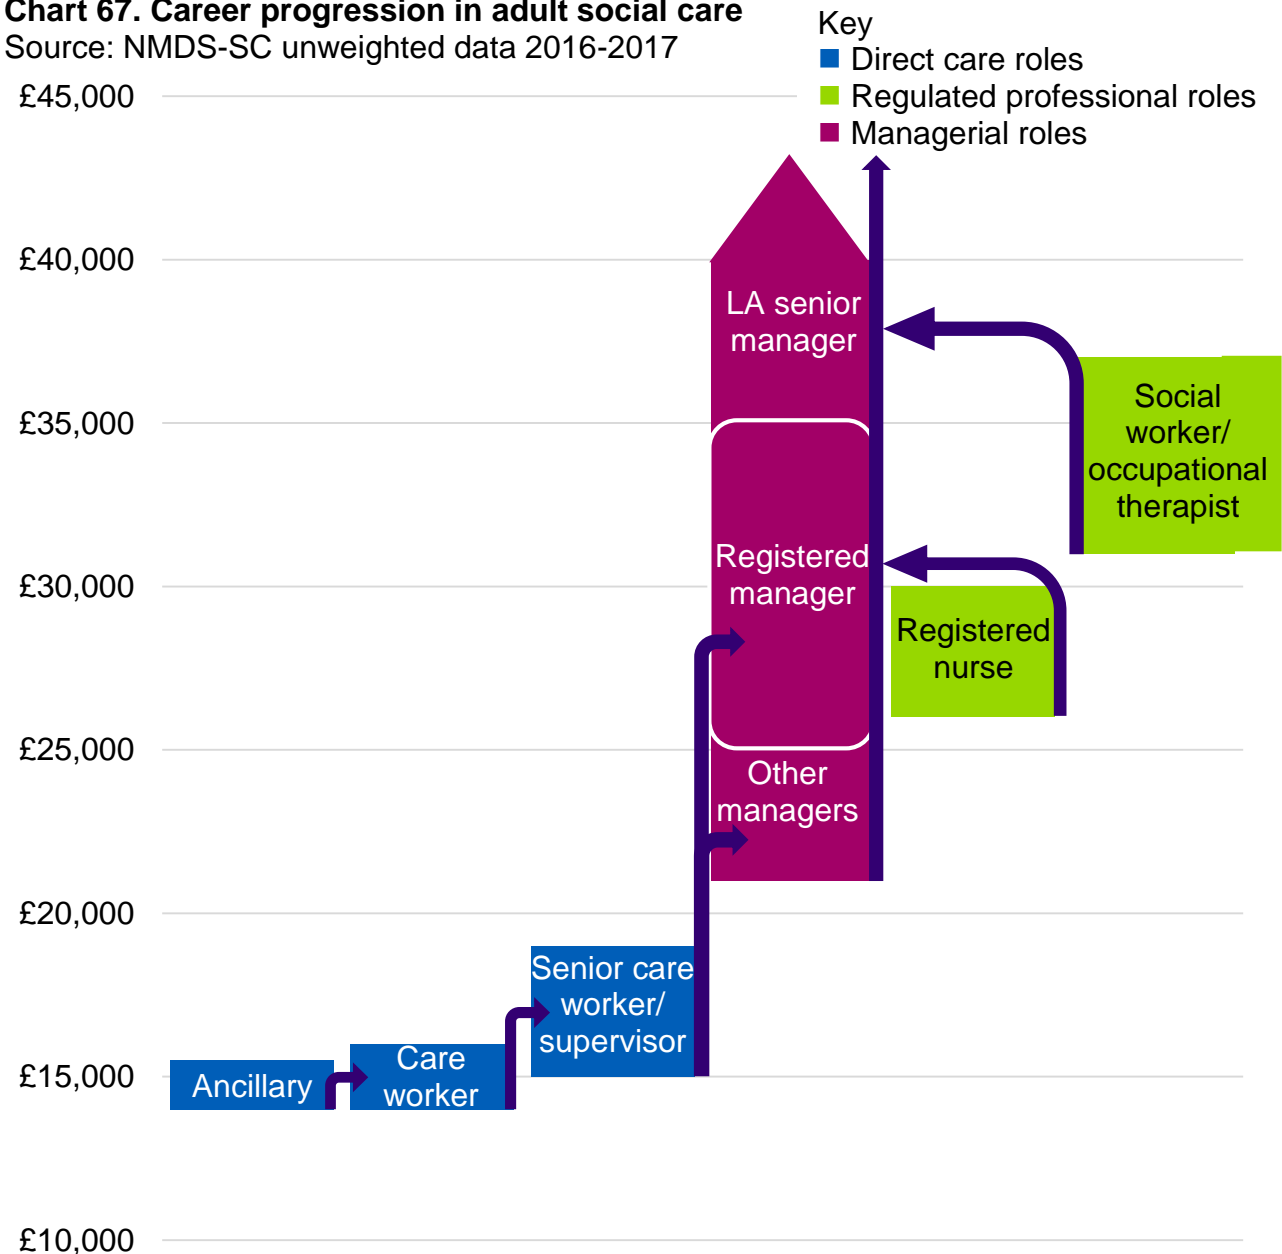 Chart 67. Career progression in adult social care
Source: NMDS-SC unweighted data 2016-2017
Key
Direct care roles
Regulated professional roles
Managerial roles
£45,000
£40,000
£35,000
£30,000
£25,000
£20,000
£15,000
£10,000
LA senior
manager
Social
worker/
occupational
therapist
Registered
manager
Registered
nurse
Other
managers
Senior care
worker/
supervisor
Care
worker
Ancillary